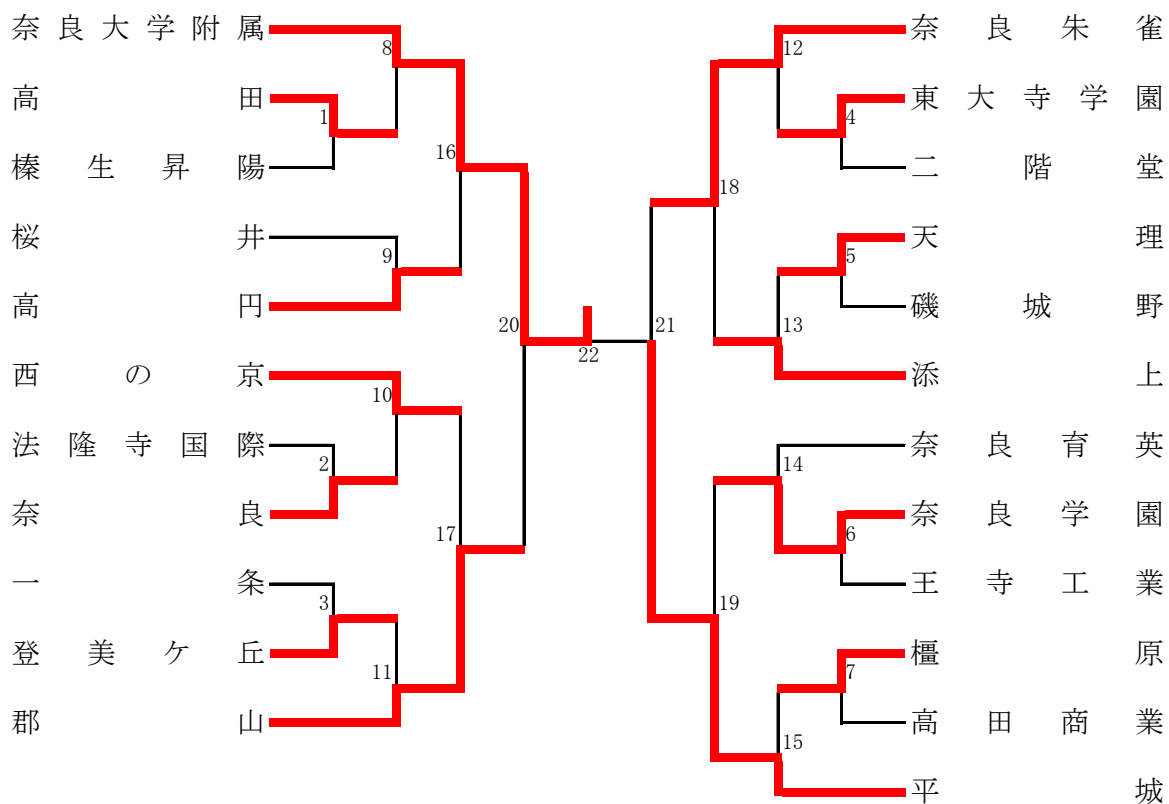 奈良大学附属
高田
榛生昇陽
桜井
高円
西の京
法隆寺国際
奈良
一条
登美ケ丘
郡山
8
1
16
9
20
10
2
17
3
11
22
奈良朱雀
東大寺学園
二階堂
天理
磯城野
添上
奈良育英
奈良学園
王寺工業
橿原
高田商業
平城
12
4
18
5
13
21
14
6
19
7
15